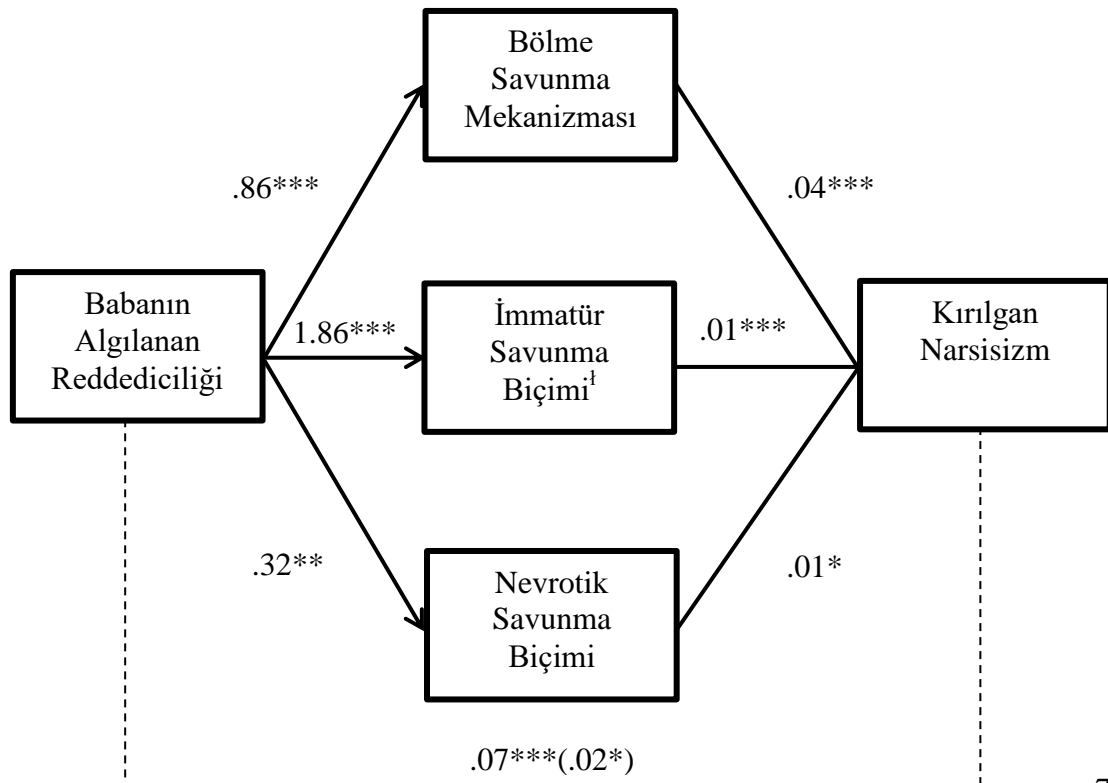 Bölme
Savunma
Mekanizması
.86***
.04***
Babanın
Algılanan
Reddediciliği
1.86***
İmmatür
Savunma
Biçimiƚ
.01***
Kırılgan
Narsisizm
.32**
Nevrotik
Savunma
Biçimi
.01*
.07***(.02*)